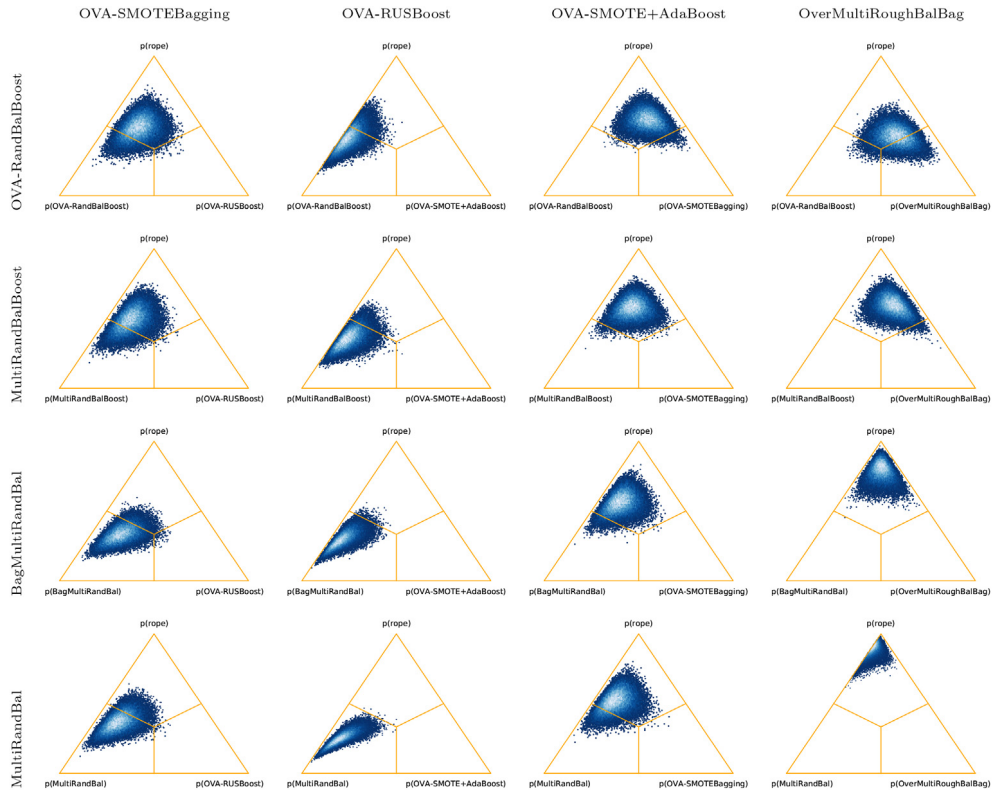 OVA-SMOTEBagging OVA-RUSBoost OVA-SMOTE+AdaBoost OverMultiRoughBalBag
OVA-RandBalBoost
p(rope) p(rope) p(rope) p(rope)
p(OVA-RandBalBoost) p(OVA-RUSBoost) p(OVA-RandBalBoost) p(OVA-SMOTE+AdaBoost) p(OVA-RandBalBoost) p(OVA-SMOTEBagging) p(OVA-RandBalBoost) p(OverMultiRoughBalBag)
MultiRandBalBoost
p(rope) p(rope) p(rope) p(rope)
p(MultiRandBalBoost) p(OVA-RUSBoost) p(MultiRandBalBoost) p(OVA-SMOTE+AdaBoost) p(MultiRandBalBoost) p(OVA-SMOTEBagging) p(MultiRandBalBoost) p(OverMultiRoughBalBag)
BagMultiRandBal
p(rope) p(rope) p(rope) p(rope)
p(BagMultiRandBal) p(OVA-RUSBoost) p(BagMultiRandBal) p(OVA-SMOTE+AdaBoost) p(BagMultiRandBal) p(OVA-SMOTEBagging) p(BagMultiRandBal) p(OverMultiRoughBalBag)
MultiRandBal
p(rope) p(rope) p(rope) p(rope)
p(MultiRandBal) p(OVA-RUSBoost) p(MultiRandBal) p(OVA-SMOTE+AdaBoost) p(MultiRandBal) p(OVA-SMOTEBagging) p(MultiRandBal) p(OverMultiRoughBalBag)